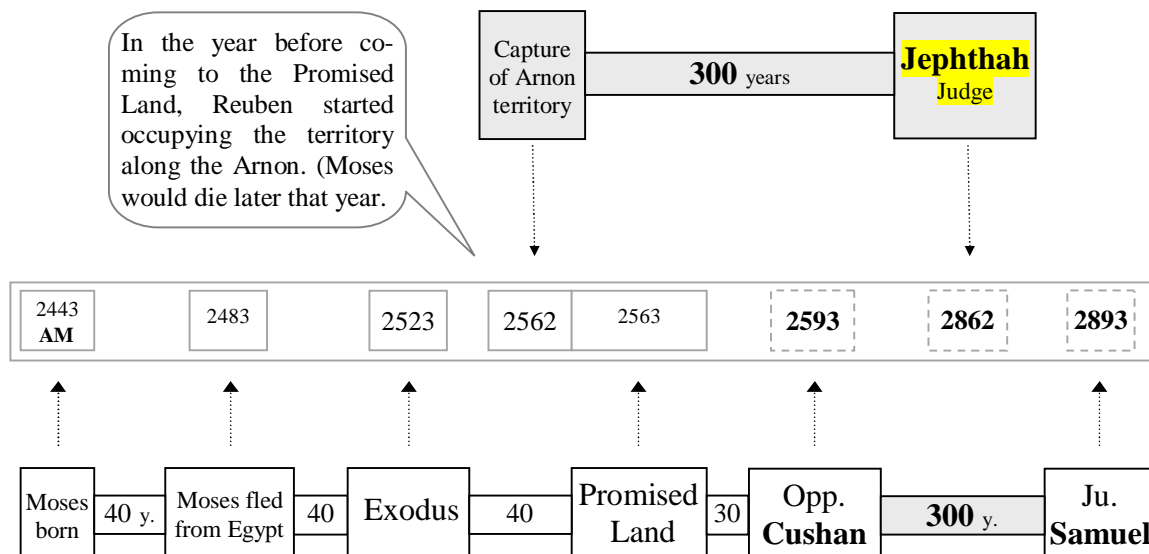 In the year before co-
ming to the Promised
Land, Reuben started
occupying the territory
along the Arnon. (Moses
would die later that year.
Capture
of Arnon
territory
300 years
Jephthah
Judge
2443
AM
2483
2523
2562
2563
2593
2862
2893
Moses
born
40 y.
Moses fled
from Egypt
40
Exodus
40
Promised
Land
30
Opp.
Cushan
300 y.
Ju.
Samuel